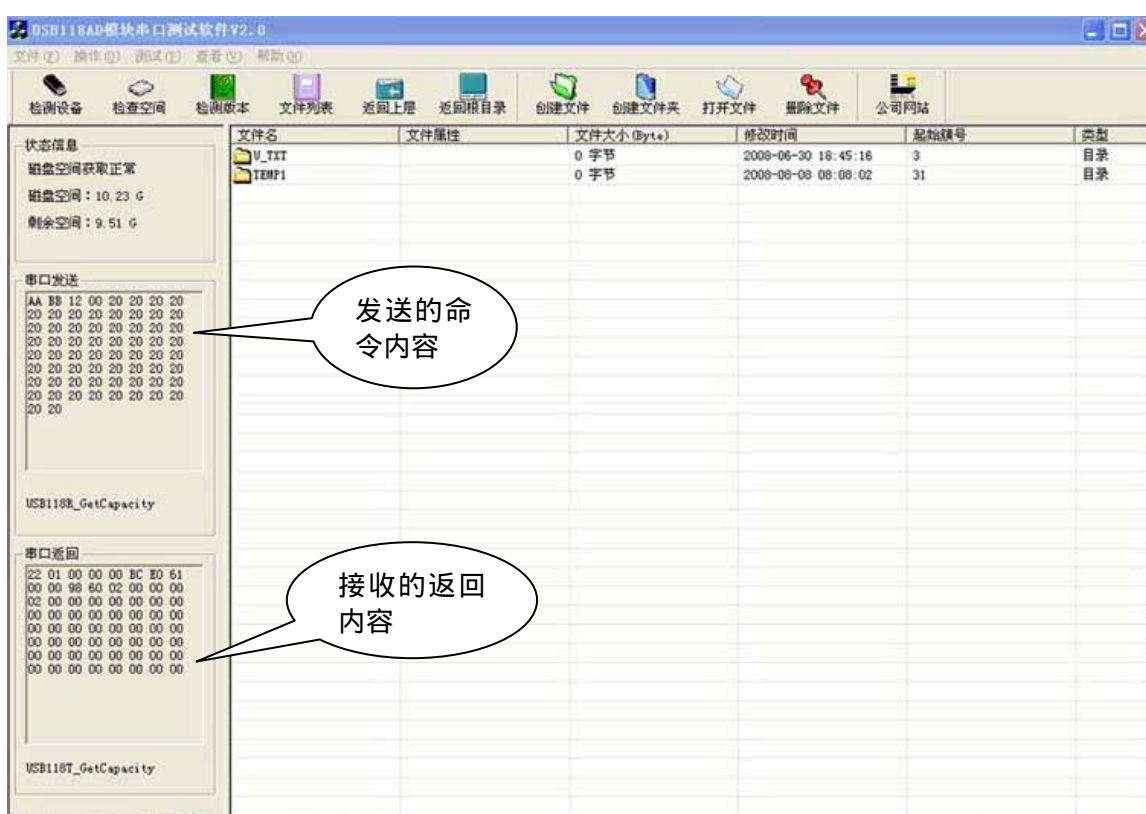 USB118AD模块串口测试软件V2.0
文件(F) 操作(O) 测试(T) 查看(V) 帮助(H)
检测设备 检查空间 检测版本 文件列表 返回上层 返回根目录 创建文件 创建文件夹 打开文件 删除文件 公司网站
状态信息
磁盘空间获取正常
磁盘空间：10.23 G
剩余空间：9.51 G
文件名 文件属性 文件大小(Byte) 修改时间 起始簇号 类型
V_TXT 0 字节 2008-06-30 18:45:16 3 目录
TEMP1 0 字节 2008-08-08 08:08:02 31 目录
串口发送
AA BB 12 00 20 20 20 20
20 20 20 20 20 20 20 20
20 20 20 20 20 20 20 20
20 20 20 20 20 20 20 20
20 20 20 20 20 20 20 20
20 20 20 20 20 20 20 20
20 20 20 20 20 20 20 20
20 20 20 20 20 20 20 20
20 20
USB118R_GetCapacity
发送的命
令内容
串口返回
22 01 00 00 00 BC E0 61
00 00 98 60 02 00 00 00
02 00 00 00 00 00 00 00
00 00 00 00 00 00 00 00
00 00 00 00 00 00 00 00
00 00 00 00 00 00 00 00
00 00 00 00 00 00 00 00
00 00 00 00 00 00 00 00
USB118T_GetCapacity
接收的返回
内容